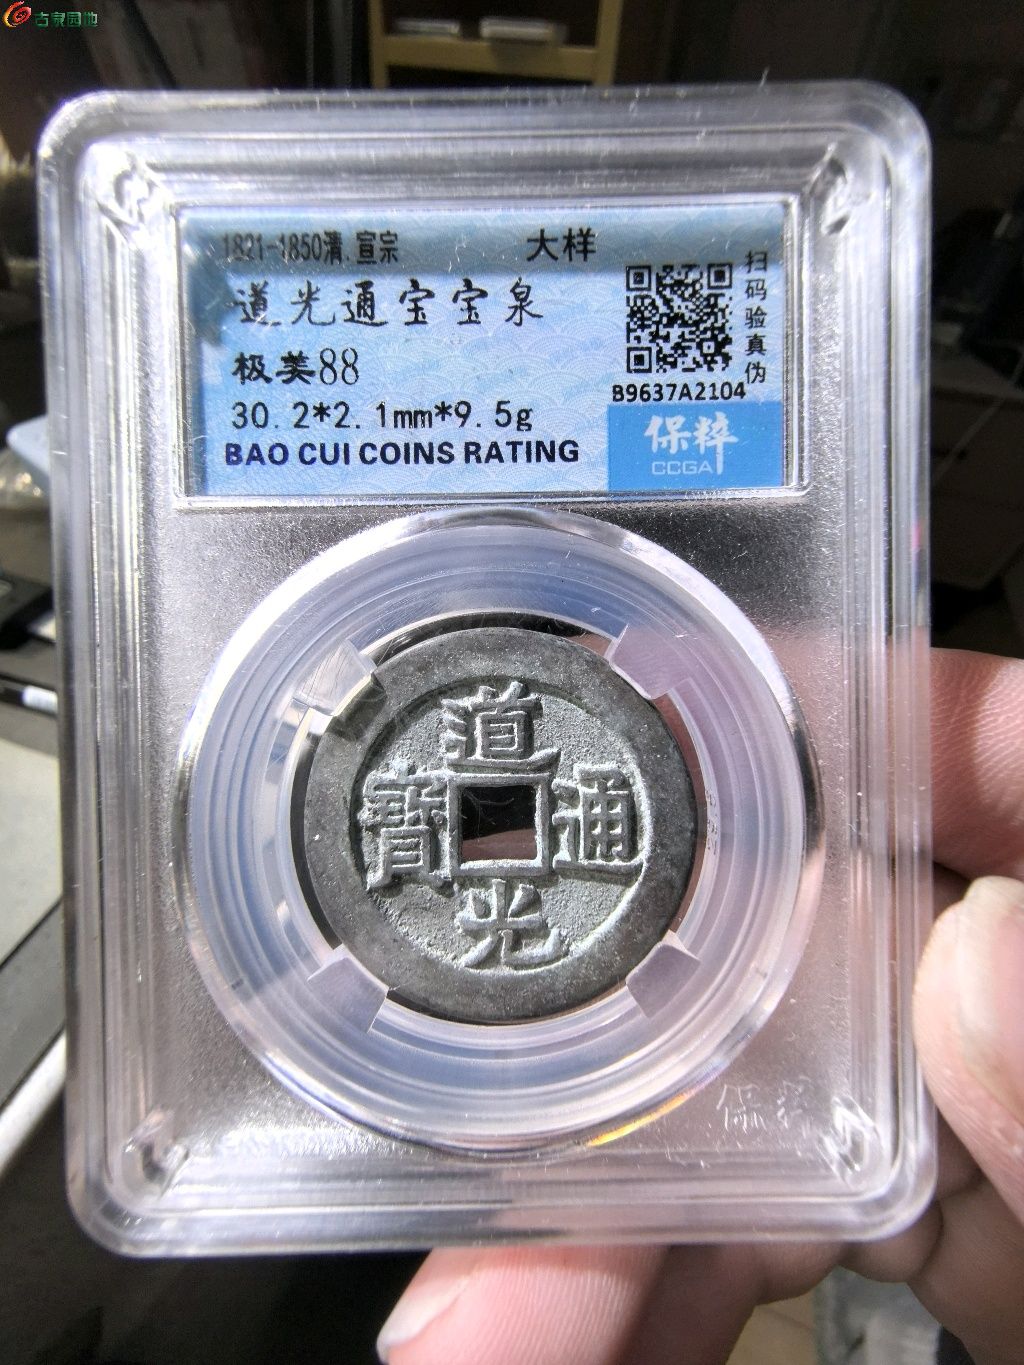 古泉园地
1821-1850清.宣宗
大样
道光通宝宝泉
极美88
30.2*2.1mm*9.5g
BAO CUI COINS RATING
扫码验真伪
B9637A2104
保粹
CCGA
道
寶 通
光
保粹